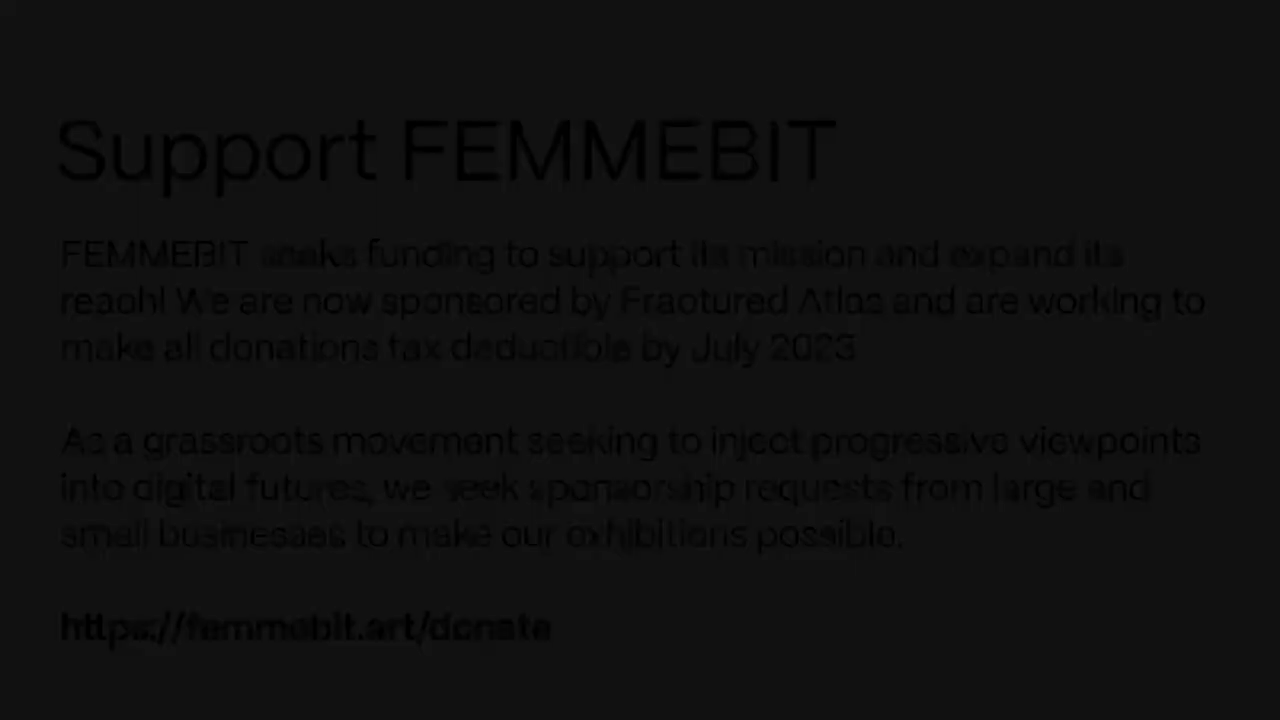 Support FEMMEBIT
FEMMEBIT seeks funding to support its mission and expand its
reach! We are now sponsored by Fractured Atlas and are working to
make all donations tax deductible by July 2023
As a grassroots movement seeking to inject progressive viewpoints
into digital futures, we seek sponsorship requests from large and
small businesses to make our exhibitions possible.
https://femmebit.art/donate